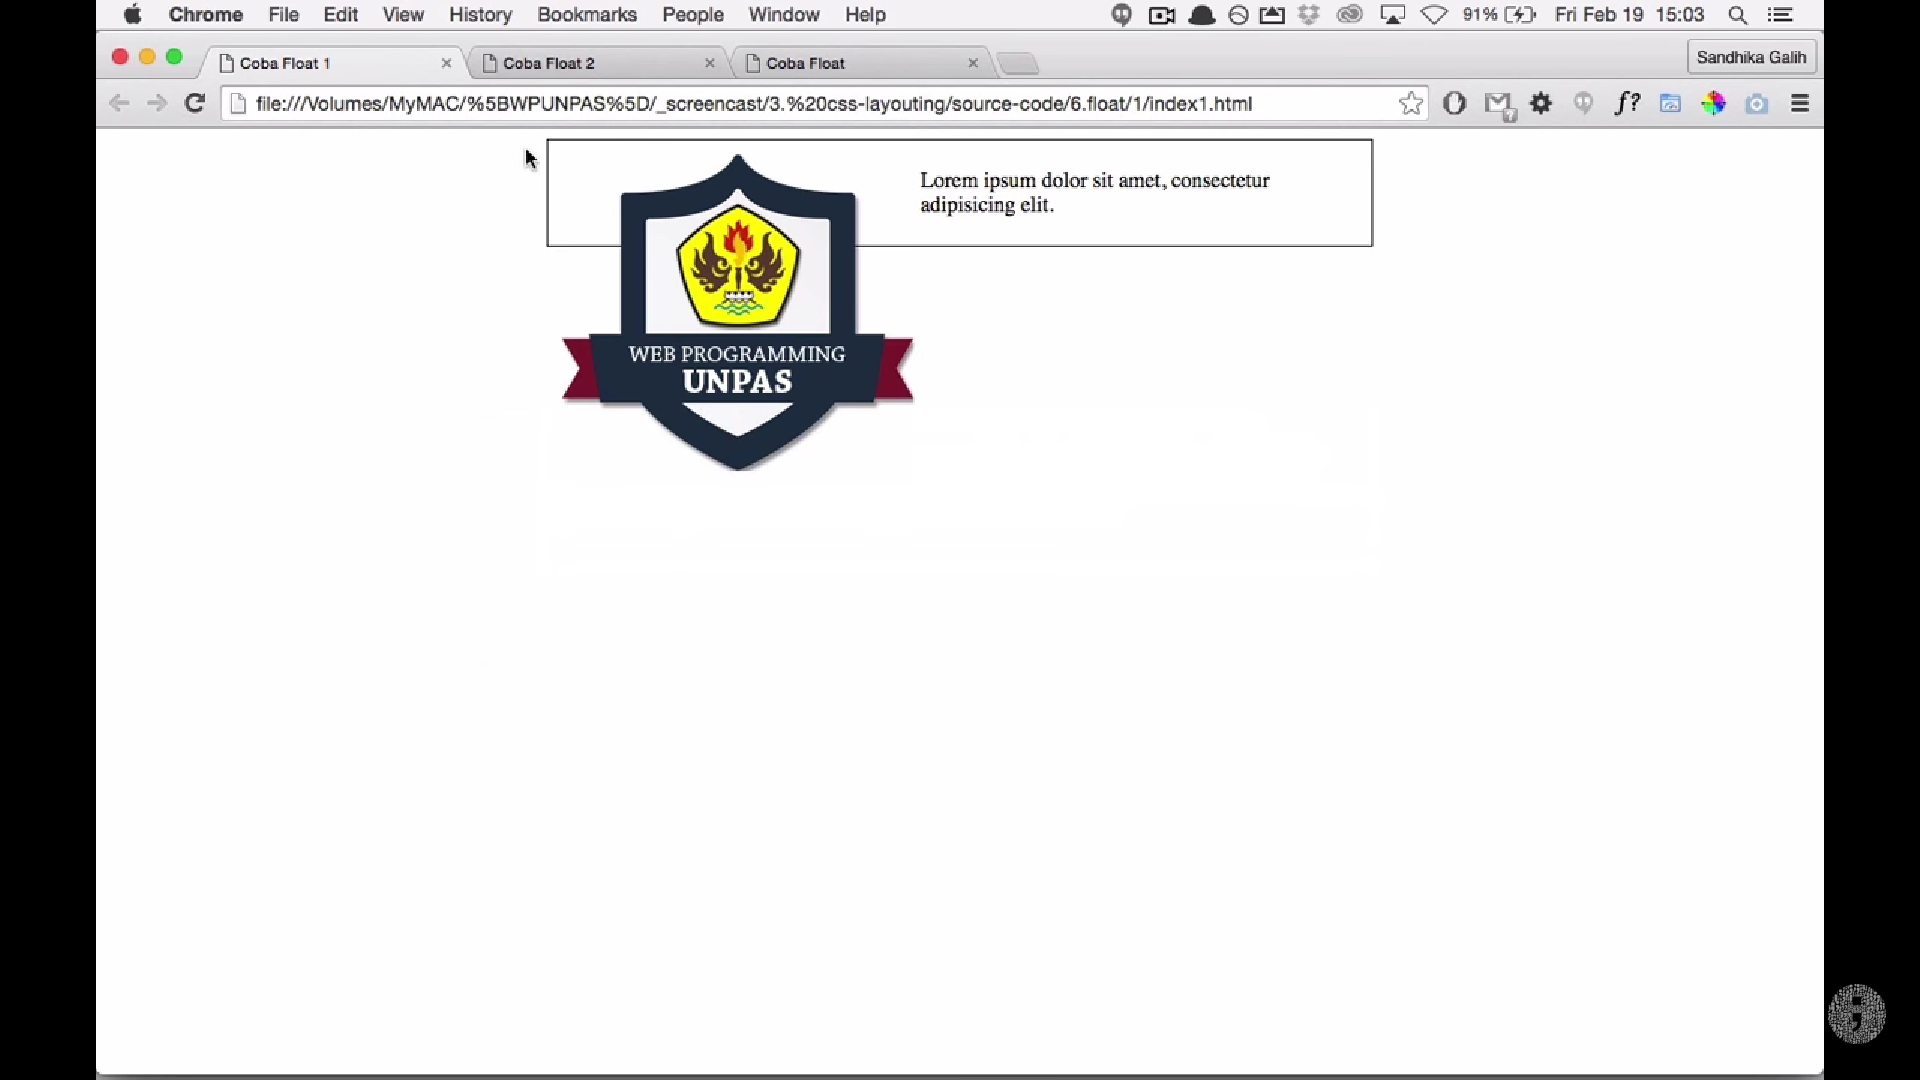 Chrome File Edit View History Bookmarks People Window Help 91% Fri Feb 19 15:03
Coba Float 1 Coba Float 2 Coba Float Sandhika Galih
file:///Volumes/MyMAC/%5BWPUNPAS%5D/_screencast/3.%20css-layouting/source-code/6.float/1/index1.html f?
Lorem ipsum dolor sit amet, consectetur
adipisicing elit.
WEB PROGRAMMING
UNPAS